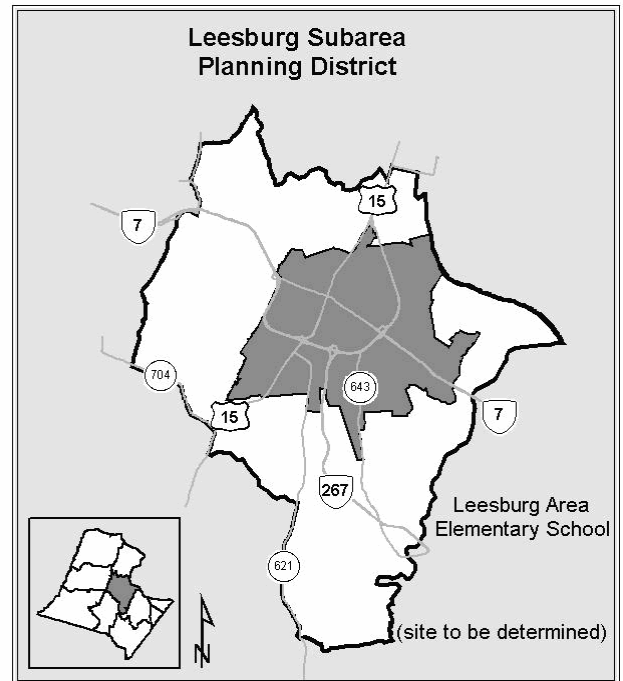 Leesburg Subarea
Planning District
15
7
704
643
15
7
267
Leesburg Area
Elementary School
621
(site to be determined)
N